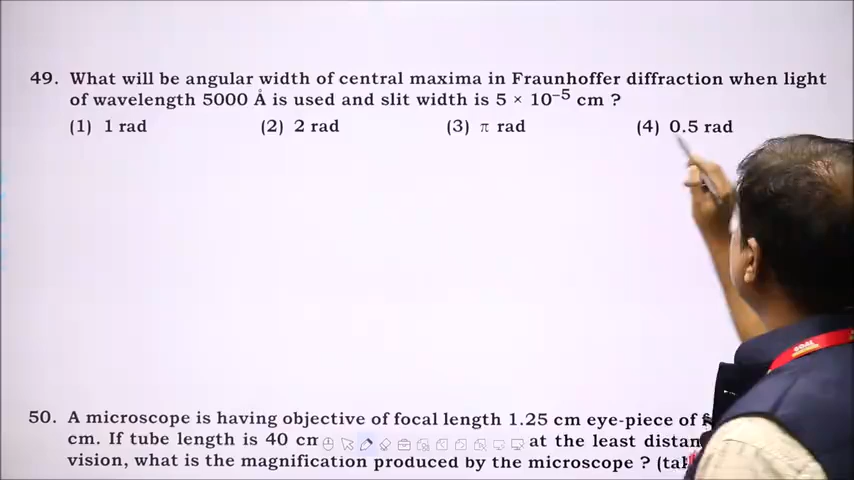 49. What will be angular width of central maxima in Fraunhoffer diffraction when light
of wavelength 5000 Å is used and slit width is 5 × 10⁻⁵ cm ?
(1) 1 rad (2) 2 rad (3) π rad (4) 0.5 rad
50. A microscope is having objective of focal length 1.25 cm eye-piece of
cm. If tube length is 40 cm at the least
vision, what is the magnification produced by the microscope ?
GOAL